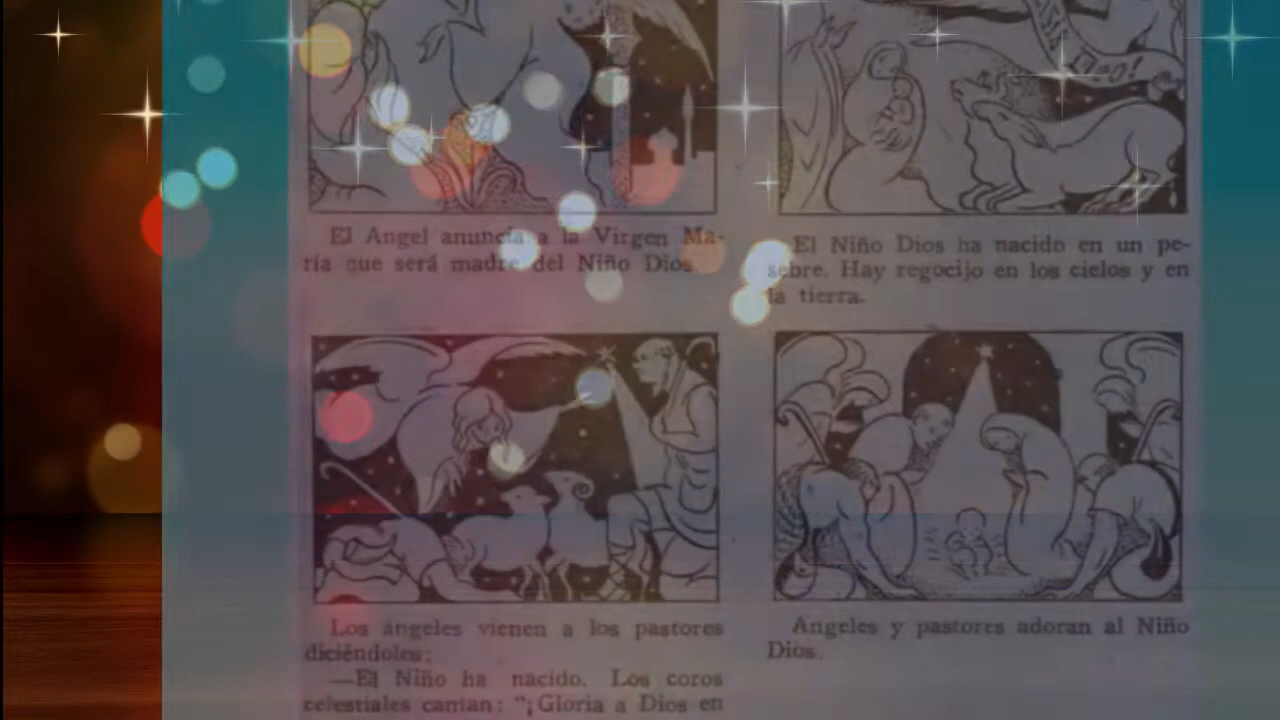 El Angel anuncia a la Virgen Ma-
ría que será madre del Niño Dios.
El Niño Dios ha nacido en un pe-
sebre. Hay regocijo en los cielos y en
la tierra.
Los ángeles vienen a los pastores
diciéndoles:
—El Niño ha nacido. Los coros
celestiales cantan: “¡Gloria a Dios en
Angeles y pastores adoran al Niño
Dios.